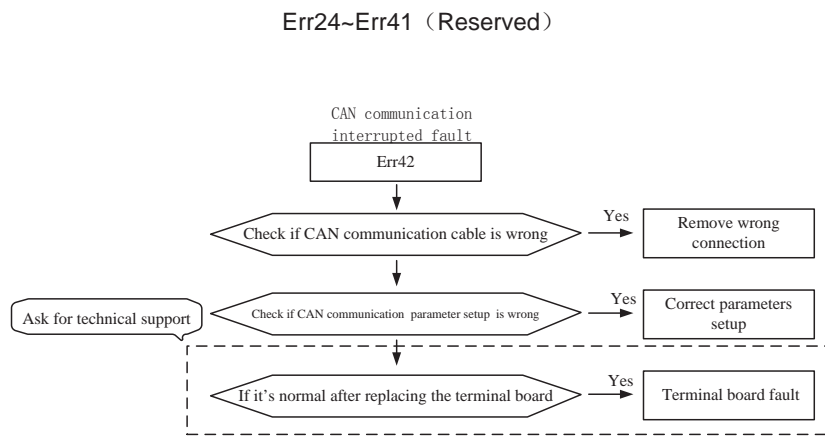 Err24~Err41（Reserved）
CAN communication
interrupted fault
Err42
Check if CAN communication cable is wrong
Yes
Remove wrong
connection
Ask for technical support
Check if CAN communication parameter setup is wrong
Yes
Correct parameters
setup
If it's normal after replacing the terminal board
Yes
Terminal board fault